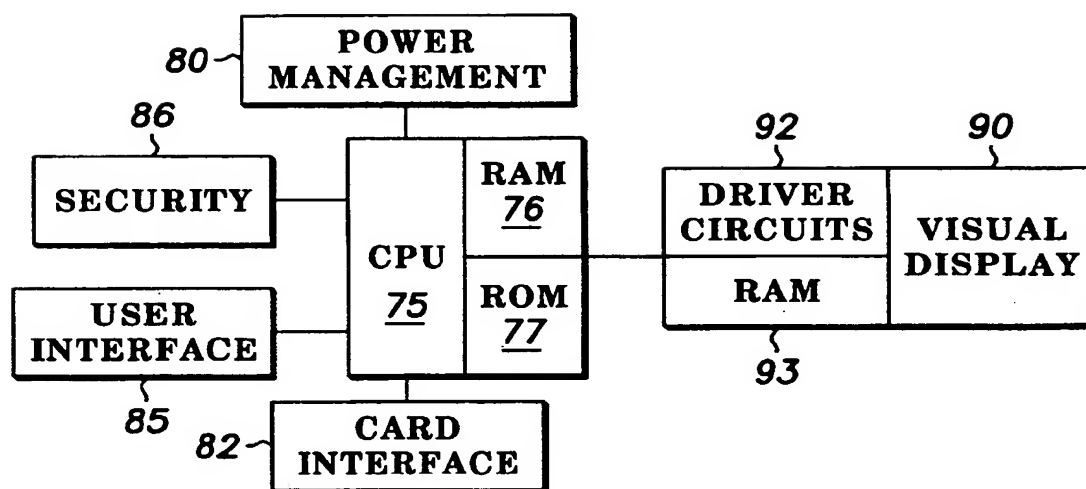 80
POWER
MANAGEMENT
86
SECURITY
USER
INTERFACE
85
CPU
75
RAM
76
ROM
77
82
CARD
INTERFACE
92
DRIVER
CIRCUITS
RAM
93
90
VISUAL
DISPLAY